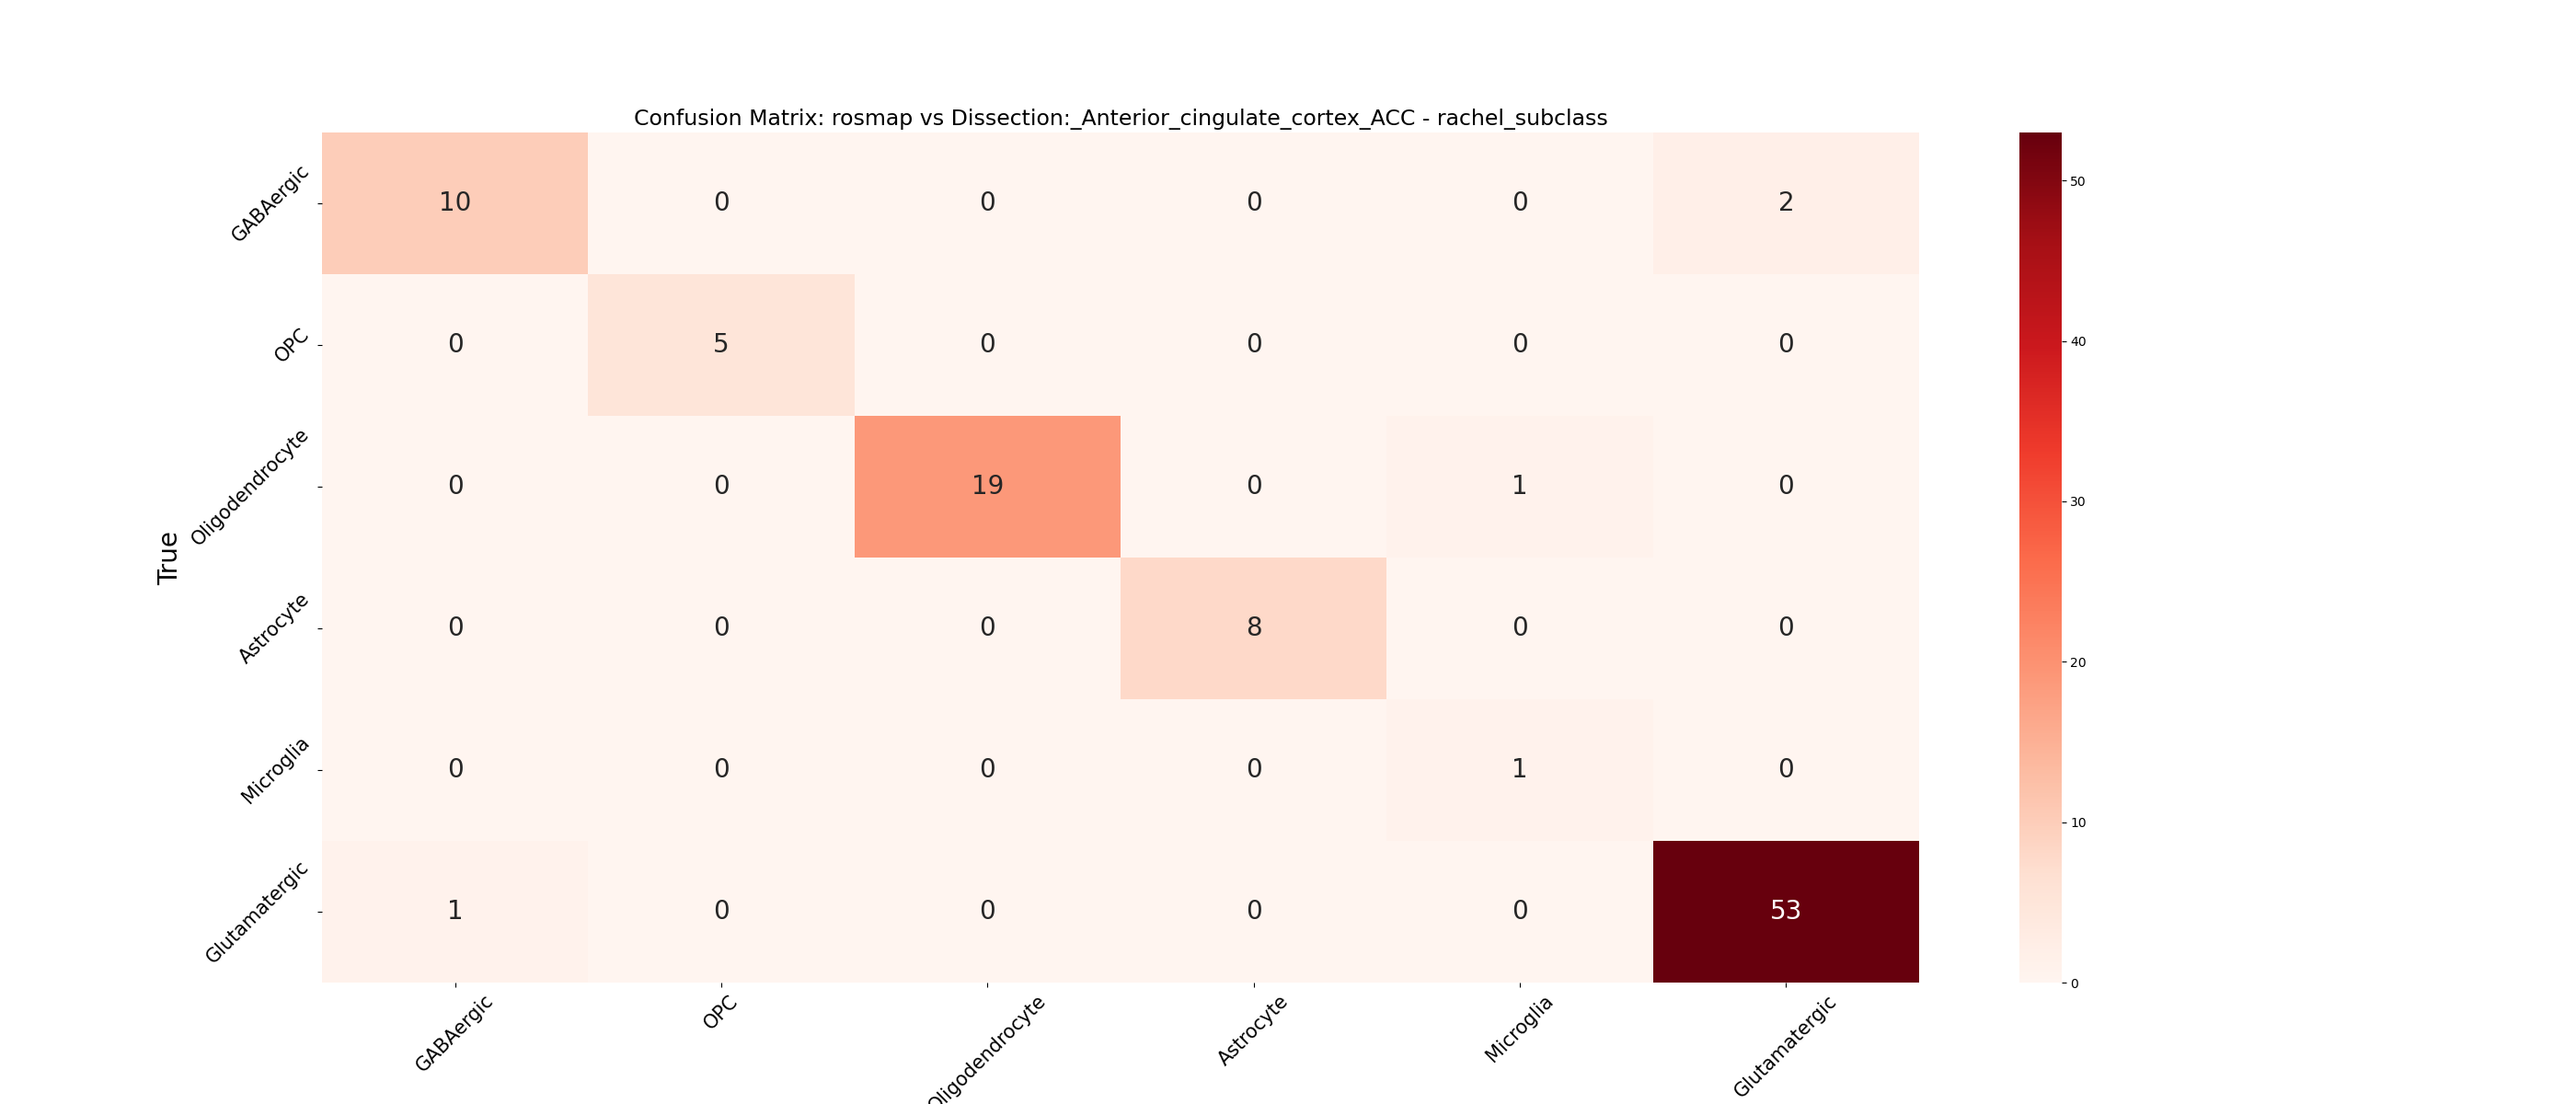 Confusion Matrix: rosmap vs Dissection:_Anterior_cingulate_cortex_ACC - rachel_subclass
True
GABAergic 10 0 0 0 0 2
OPC 0 5 0 0 0 0
Oligodendrocyte 0 0 19 0 1 0
Astrocyte 0 0 0 8 0 0
Microglia 0 0 0 0 1 0
Glutamatergic 1 0 0 0 0 53
GABAergic OPC Oligodendrocyte Astrocyte Microglia Glutamatergic
50
40
30
20
10
0